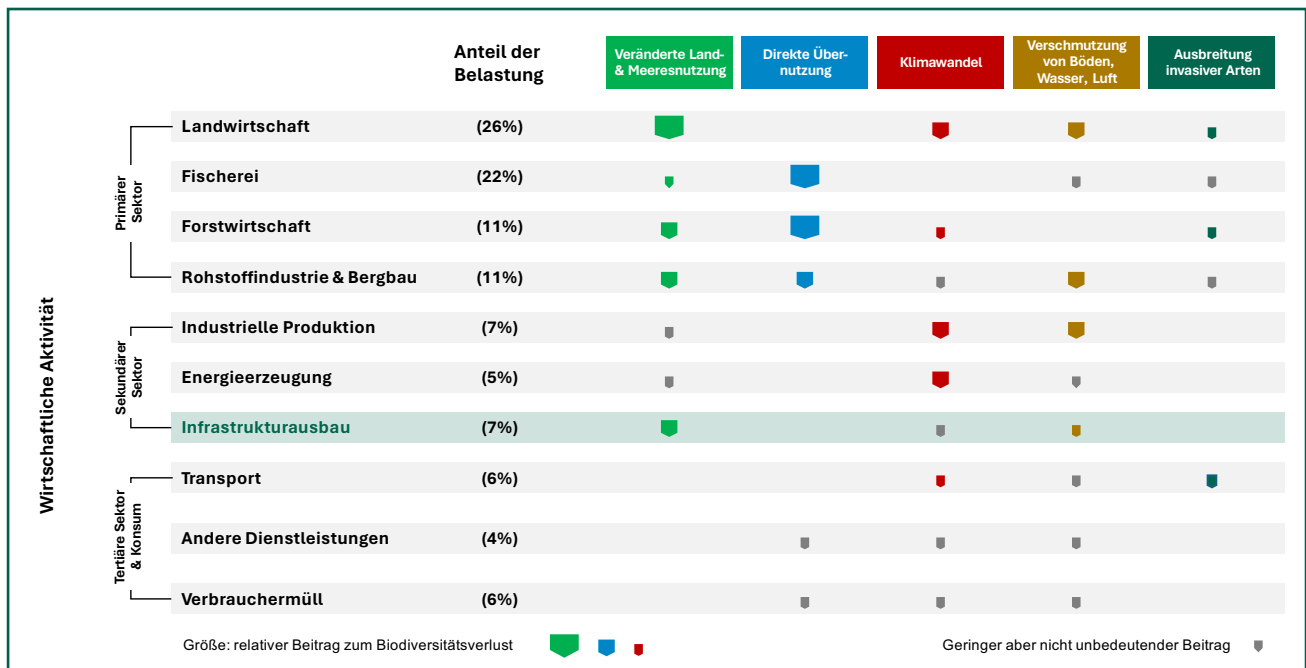 Anteil der
Belastung
Veränderte Land-
& Meeresnutzung
Direkte Über-
nutzung
Klimawandel
Verschmutzung
von Böden,
Wasser, Luft
Ausbreitung
invasiver Arten
Wirtschaftliche Aktivität
Primärer
Sektor
Landwirtschaft (26%)
Fischerei (22%)
Forstwirtschaft (11%)
Rohstoffindustrie & Bergbau (11%)
Sekundärer
Sektor
Industrielle Produktion (7%)
Energieerzeugung (5%)
Infrastrukturausbau (7%)
Tertiäre Sektor
& Konsum
Transport (6%)
Andere Dienstleistungen (4%)
Verbrauchermüll (6%)
Größe: relativer Beitrag zum Biodiversitätsverlust
Geringer aber nicht unbedeutender Beitrag